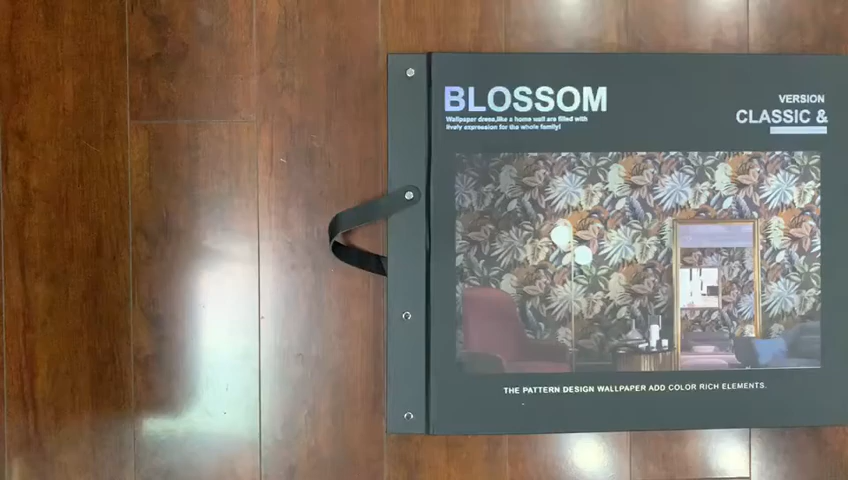 BLOSSOM
Wallpaper dress,like a home wall are filled with
lively expression for the whole family!
VERSION
CLASSIC &
THE PATTERN DESIGN WALLPAPER ADD COLOR RICH ELEMENTS.